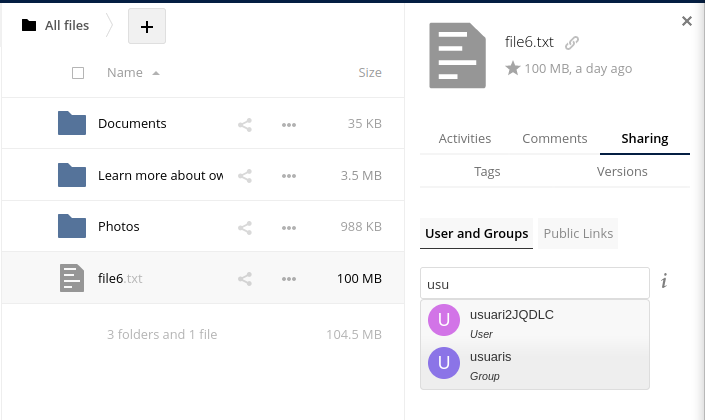 All files
+
Name
Size
Documents
35 KB
Learn more about ow
3.5 MB
Photos
988 KB
file6.txt
100 MB
3 folders and 1 file
104.5 MB
file6.txt
100 MB, a day ago
Activities
Comments
Sharing
Tags
Versions
User and Groups
Public Links
usu
i
U
usuari2JQDLC
User
U
usuaris
Group